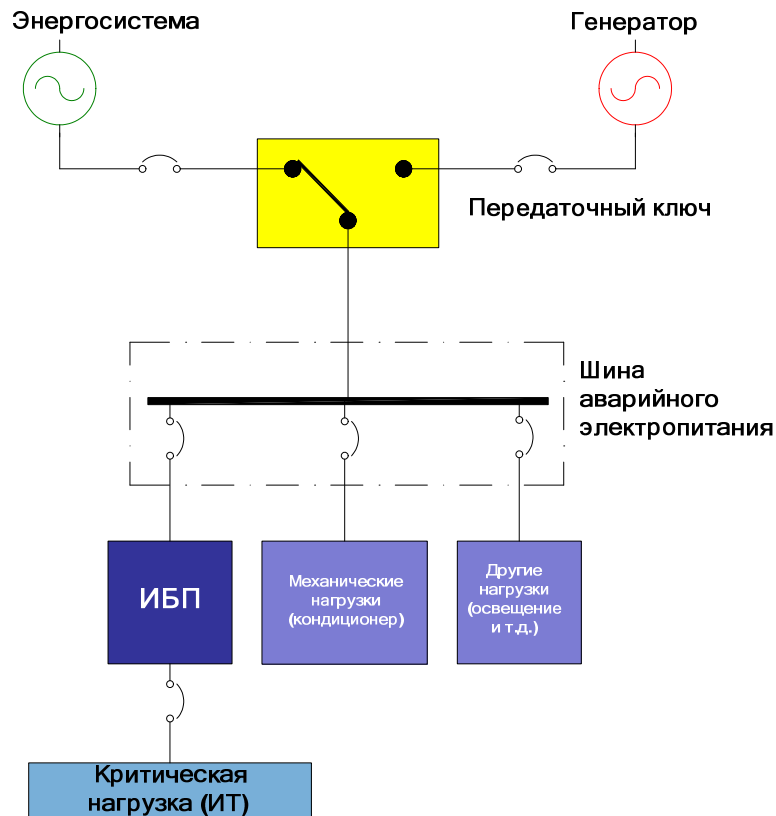 Энергосистема
Генератор
Передаточный ключ
Шина
аварийного
электропитания
ИБП
Механические
нагрузки
(кондиционер)
Другие
нагрузки
(освещение
и т.д.)
Критическая
нагрузка (ИТ)